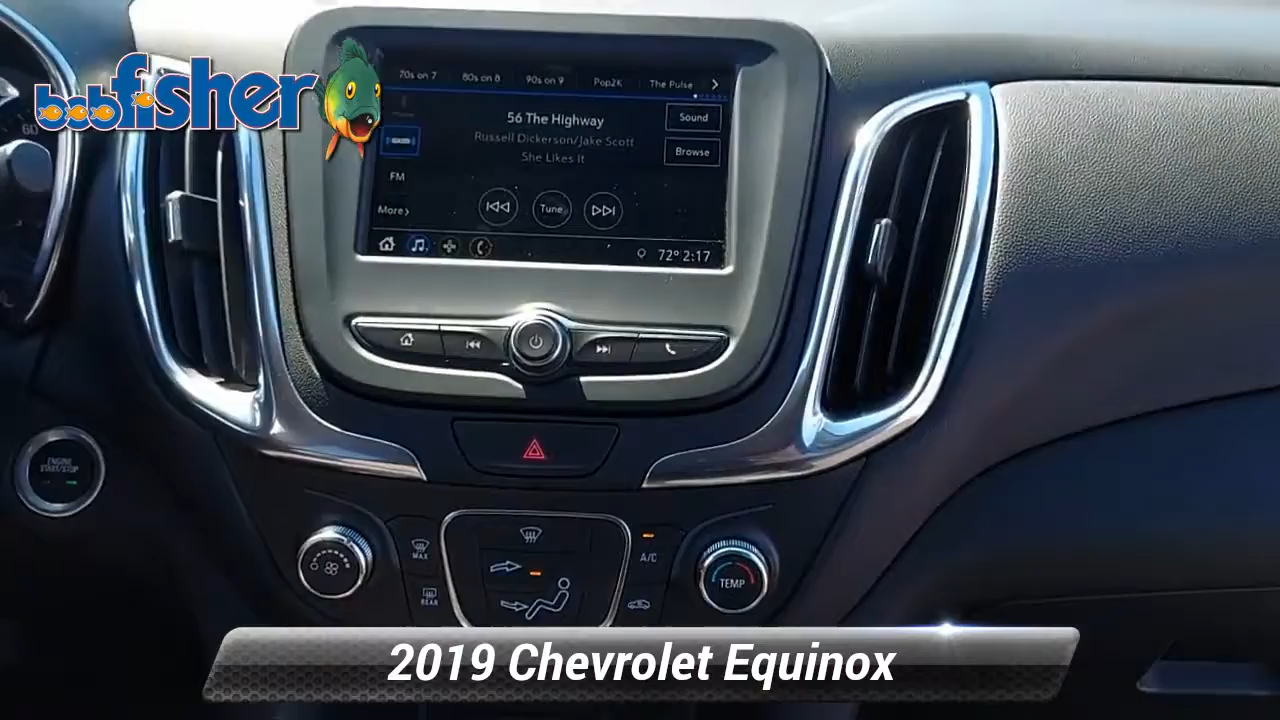 bobfisher
70s on 7 80s on 8 90s on 9 Pop2K The Pulse >
56 The Highway
Russell Dickerson/Jake Scott
She Likes It
Sound
Browse
FM
More >
Tune
72° 2:17
60
ENGINE
START/STOP
MAX
REAR
A/C
TEMP
2019 Chevrolet Equinox